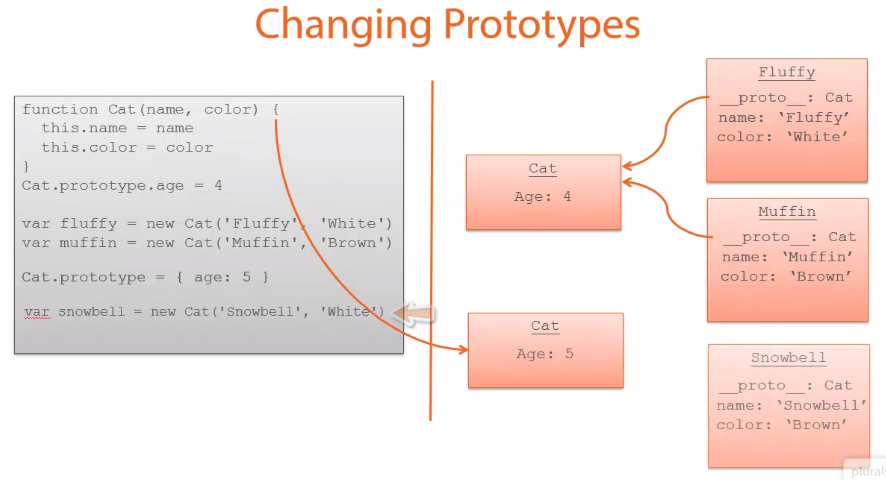 Changing Prototypes
function Cat(name, color) {
this.name = name
this.color = color
}
Cat.prototype.age = 4
var fluffy = new Cat('Fluffy', 'White')
var muffin = new Cat('Muffin', 'Brown')
Cat.prototype = { age: 5 }
var snowbell = new Cat('Snowbell', 'White')
Cat
Age: 4
Cat
Age: 5
Fluffy
__proto__: Cat
name: ‘Fluffy’
color: ‘White’
Muffin
__proto__: Cat
name: ‘Muffin’
color: ‘Brown’
Snowbell
__proto__: Cat
name: ‘Snowbell’
color: ‘Brown’